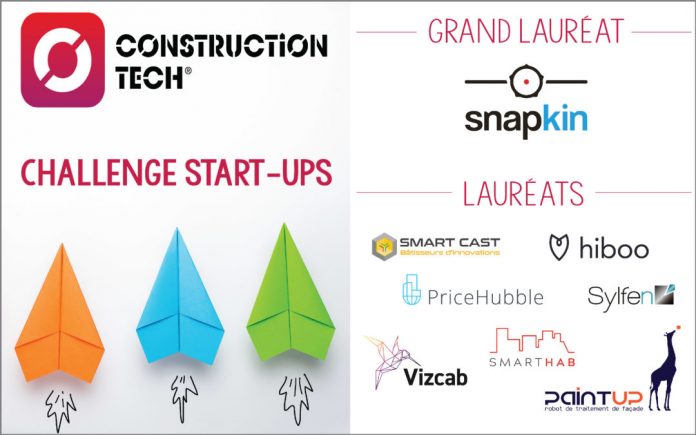 CONSTRUCTION
TECH®
CHALLENGE START-UPS
GRAND LAURÉAT
snapkin
LAURÉATS
SMART CAST
Bâtisseurs d'innovations
hiboo
PriceHubble
Sylfen
Vizcab
SMARTHAB
PAINTUP
robot de traitement de façade